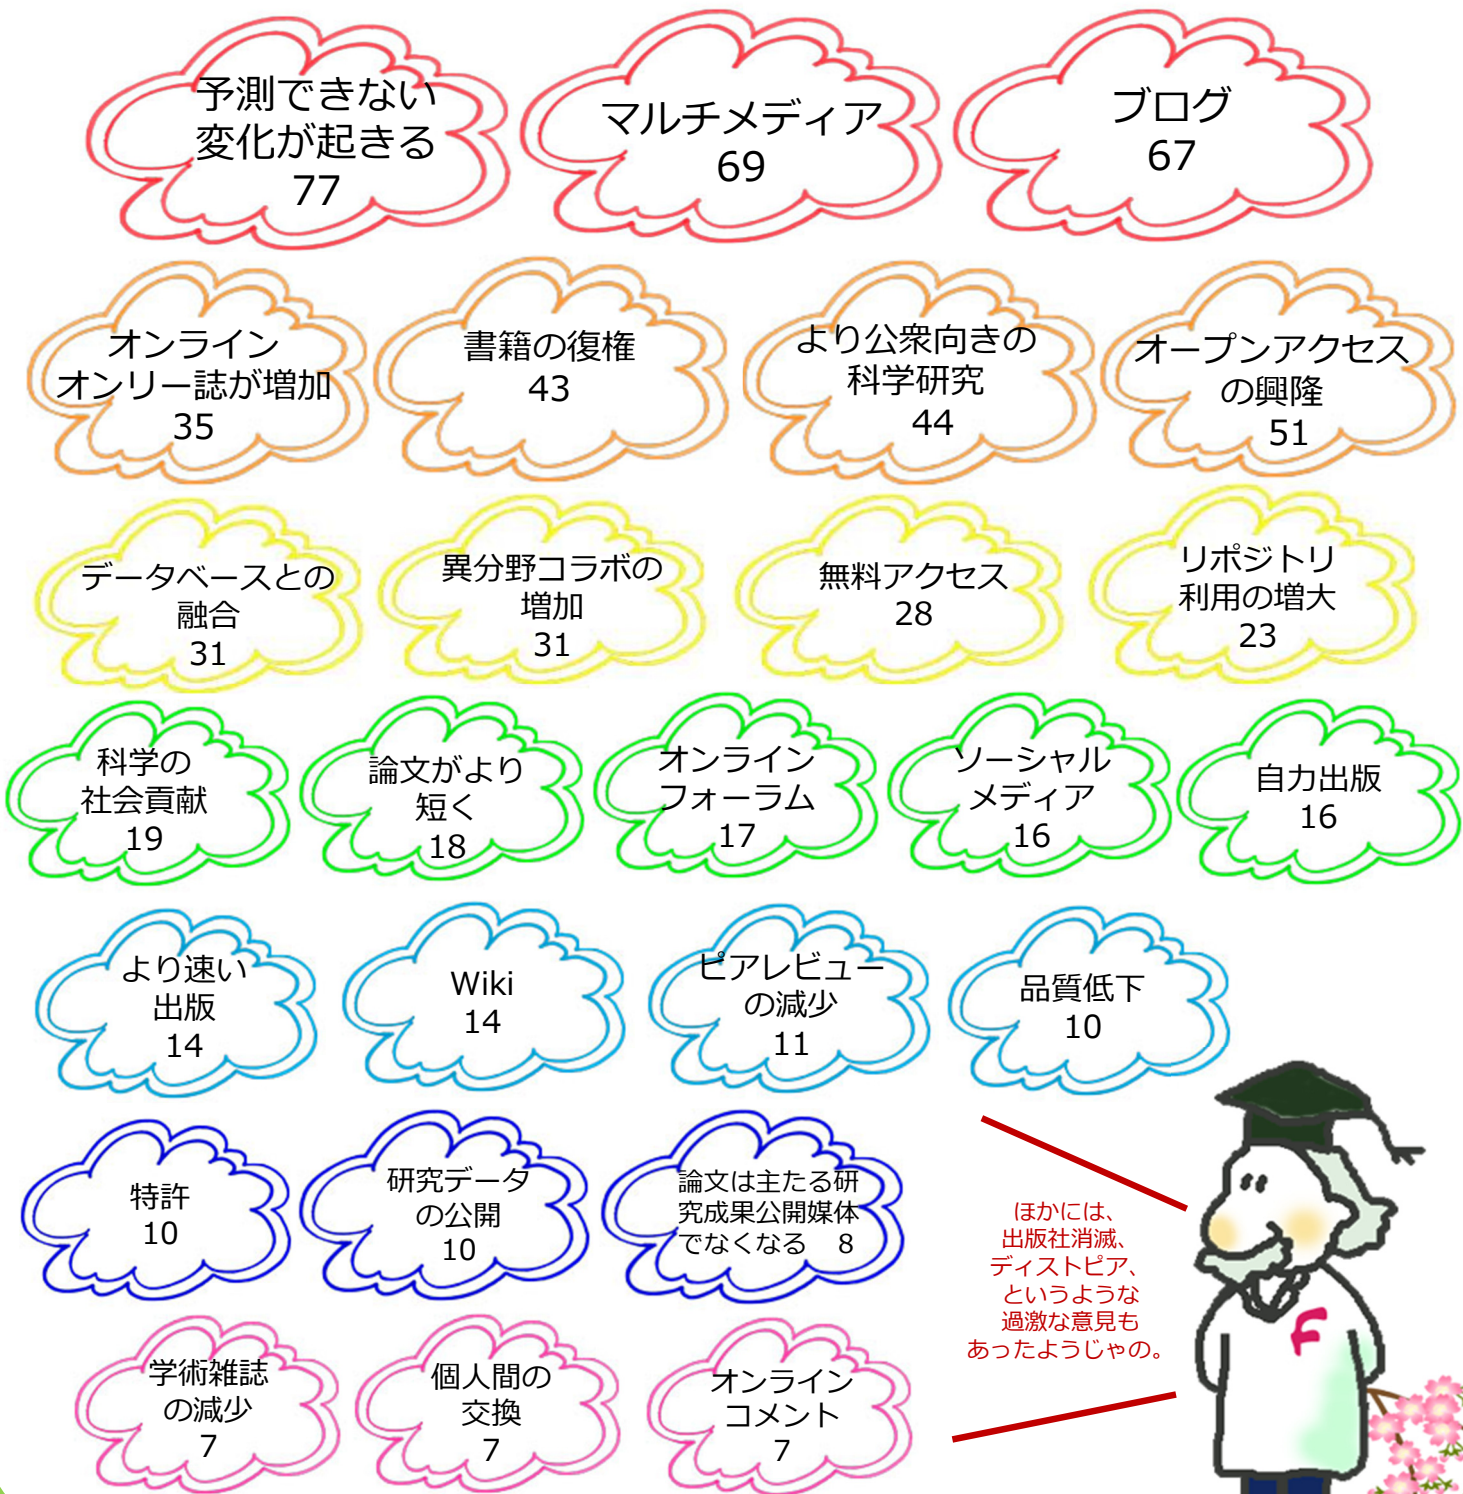 予測できない
変化が起きる
77
マルチメディア
69
ブログ
67
オンライン
オンリー誌が増加
35
書籍の復権
43
より公衆向きの
科学研究
44
オープンアクセス
の興隆
51
データベースとの
融合
31
異分野コラボの
増加
31
無料アクセス
28
リポジトリ
利用の増大
23
科学の
社会貢献
19
論文がより
短く
18
オンライン
フォーラム
17
ソーシャル
メディア
16
自力出版
16
より速い
出版
14
Wiki
14
ピアレビュー
の減少
11
品質低下
10
特許
10
研究データ
の公開
10
論文は主たる研
究成果公開媒体
でなくなる 8
ほかには、
出版社消滅、
ディストピア、
というような
過激な意見も
あったようじゃの。
F
学術雑誌
の減少
7
個人間の
交換
7
オンライン
コメント
7